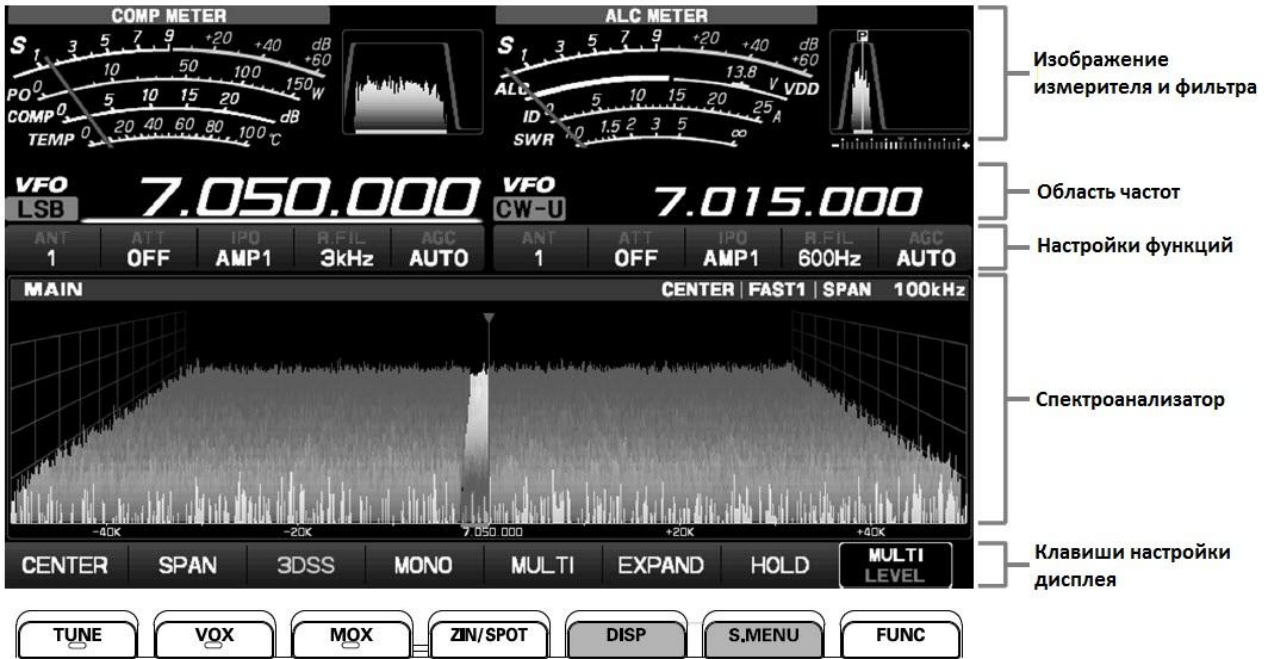 COMP METER
ALC METER
S 1 3 5 7 9 +20 +40 +60 dB
PO 0 10 50 100 150 W
COMP 0 5 10 15 20 dB
TEMP 0 20 40 60 80 100 °C
S 1 3 5 7 9 +20 +40 +60 dB
ALC 13.8 V VDD
ID 0 5 10 15 20 25 A
SWR 1.0 1.5 2 3 5 ∞
P
- +
Изображение
измерителя и фильтра
VFO
LSB
7.050.000
VFO
CW-U
7.015.000
Область частот
ANT ATT IPO R.FIL AGC ANT ATT IPO R.FIL AGC
1 OFF AMP1 3kHz AUTO 1 OFF AMP1 600Hz AUTO
Настройки функций
MAIN CENTER | FAST1 | SPAN 100kHz
Спектроанализатор
-40K -20K 7.050.000 +20K +40K
CENTER SPAN 3DSS MONO MULTI EXPAND HOLD MULTI
LEVEL
Клавиши настройки
дисплея
TUNE VOX MOX ZIN/SPOT DISP S.MENU FUNC